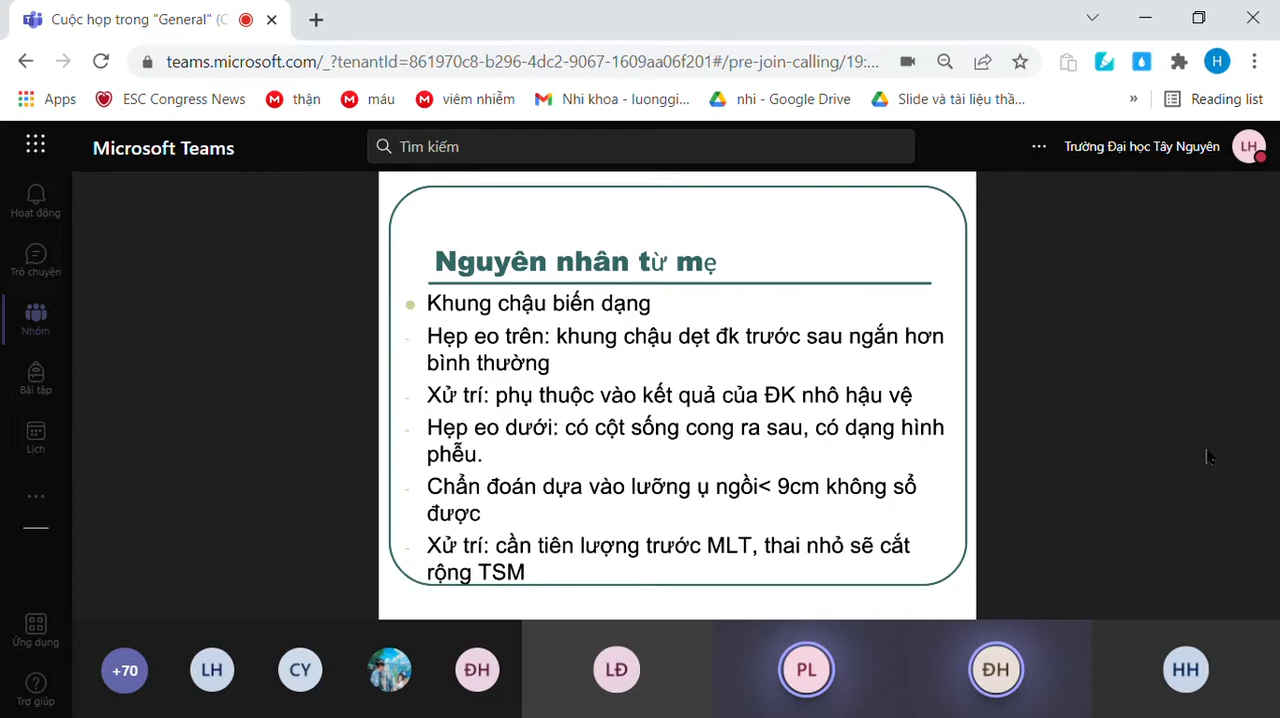 Cuộc họp trong "General" (C
teams.microsoft.com/_?tenantId=861970c8-b296-4dc2-9067-1609aa06f201#/pre-join-calling/19:...
H
Apps
ESC Congress News
M thận
M máu
M viêm nhiễm
Nhi khoa - luonggi...
nhi - Google Drive
Slide và tài liệu thầ...
»
Reading list
Microsoft Teams
Tìm kiếm
Trường Đại học Tây Nguyên
LH
Hoạt động
Trò chuyện
Nhóm
Bài tập
Lịch
Ứng dụng
Trợ giúp
Nguyên nhân từ mẹ
Khung chậu biến dạng
- Hẹp eo trên: khung chậu dẹt đk trước sau ngắn hơn
bình thường
- Xử trí: phụ thuộc vào kết quả của ĐK nhô hậu vệ
- Hẹp eo dưới: có cột sống cong ra sau, có dạng hình
phễu.
- Chẩn đoán dựa vào lưỡng ụ ngồi< 9cm không sổ
được
- Xử trí: cần tiên lượng trước MLT, thai nhỏ sẽ cắt
rộng TSM
+70
LH
CY
ĐH
LĐ
PL
ĐH
HH